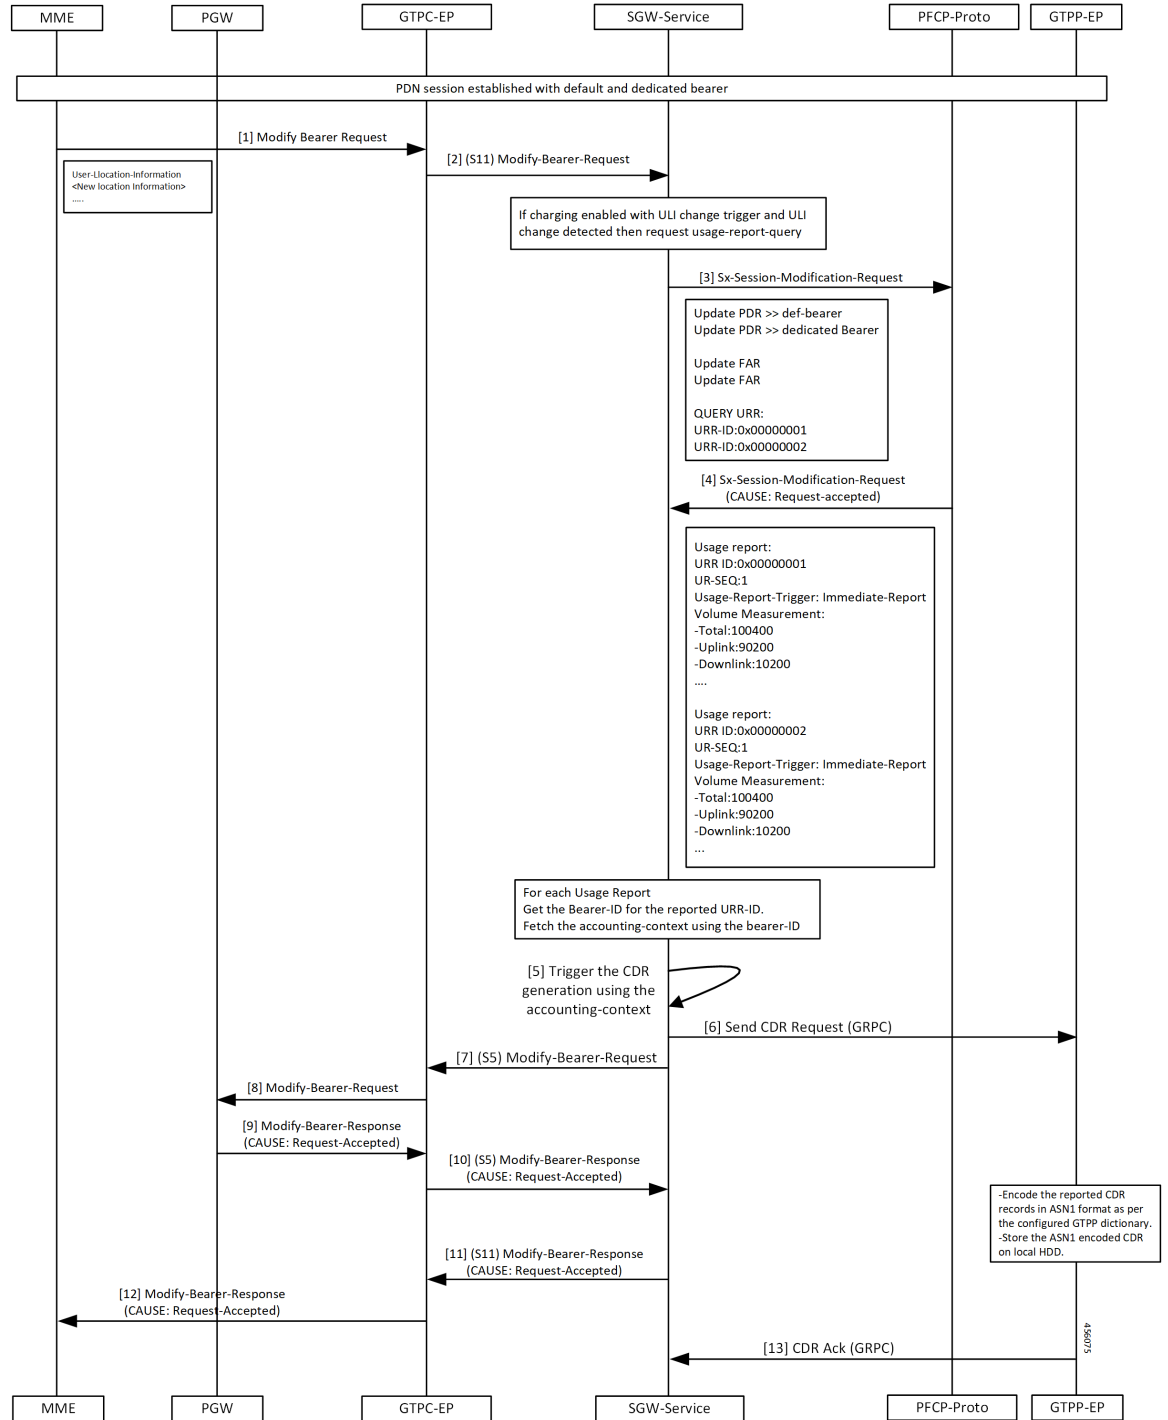 MME
PGW
GTPC-EP
SGW-Service
PFCP-Proto
GTPP-EP
PDN session established with default and dedicated bearer
[1] Modify Bearer Request
[2] (S11) Modify-Bearer-Request
User-Llocation-Information
<New location Information>
.....
If charging enabled with ULI change trigger and ULI
change detected then request usage-report-query
[3] Sx-Session-Modification-Request
Update PDR >> def-bearer
Update PDR >> dedicated Bearer
Update FAR
Update FAR
QUERY URR:
URR-ID:0x00000001
URR-ID:0x00000002
[4] Sx-Session-Modification-Request
(CAUSE: Request-accepted)
Usage report:
URR ID:0x00000001
UR-SEQ:1
Usage-Report-Trigger: Immediate-Report
Volume Measurement:
-Total:100400
-Uplink:90200
-Downlink:10200
....
Usage report:
URR ID:0x00000002
UR-SEQ:1
Usage-Report-Trigger: Immediate-Report
Volume Measurement:
-Total:100400
-Uplink:90200
-Downlink:10200
...
For each Usage Report
Get the Bearer-ID for the reported URR-ID.
Fetch the accounting-context using the bearer-ID
[5] Trigger the CDR
generation using the
accounting-context
[6] Send CDR Request (GRPC)
[7] (S5) Modify-Bearer-Request
[8] Modify-Bearer-Request
[9] Modify-Bearer-Response
(CAUSE: Request-Accepted)
[10] (S5) Modify-Bearer-Response
(CAUSE: Request-Accepted)
-Encode the reported CDR
records in ASN1 format as per
the configured GTPP dictionary.
-Store the ASN1 encoded CDR
on local HDD.
[11] (S11) Modify-Bearer-Response
(CAUSE: Request-Accepted)
[12] Modify-Bearer-Response
(CAUSE: Request-Accepted)
456075
[13] CDR Ack (GRPC)
MME
PGW
GTPC-EP
SGW-Service
PFCP-Proto
GTPP-EP